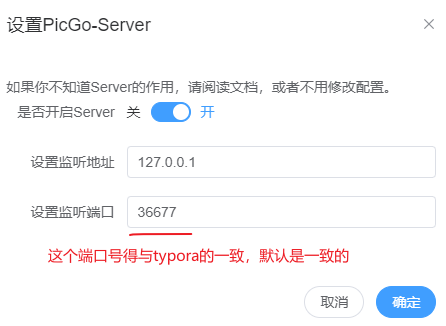 设置PicGo-Server
如果你不知道Server的作用，请阅读文档，或者不用修改配置。
是否开启Server 关 开
设置监听地址 127.0.0.1
设置监听端口 36677
这个端口号得与typora的一致，默认是一致的
取消 确定